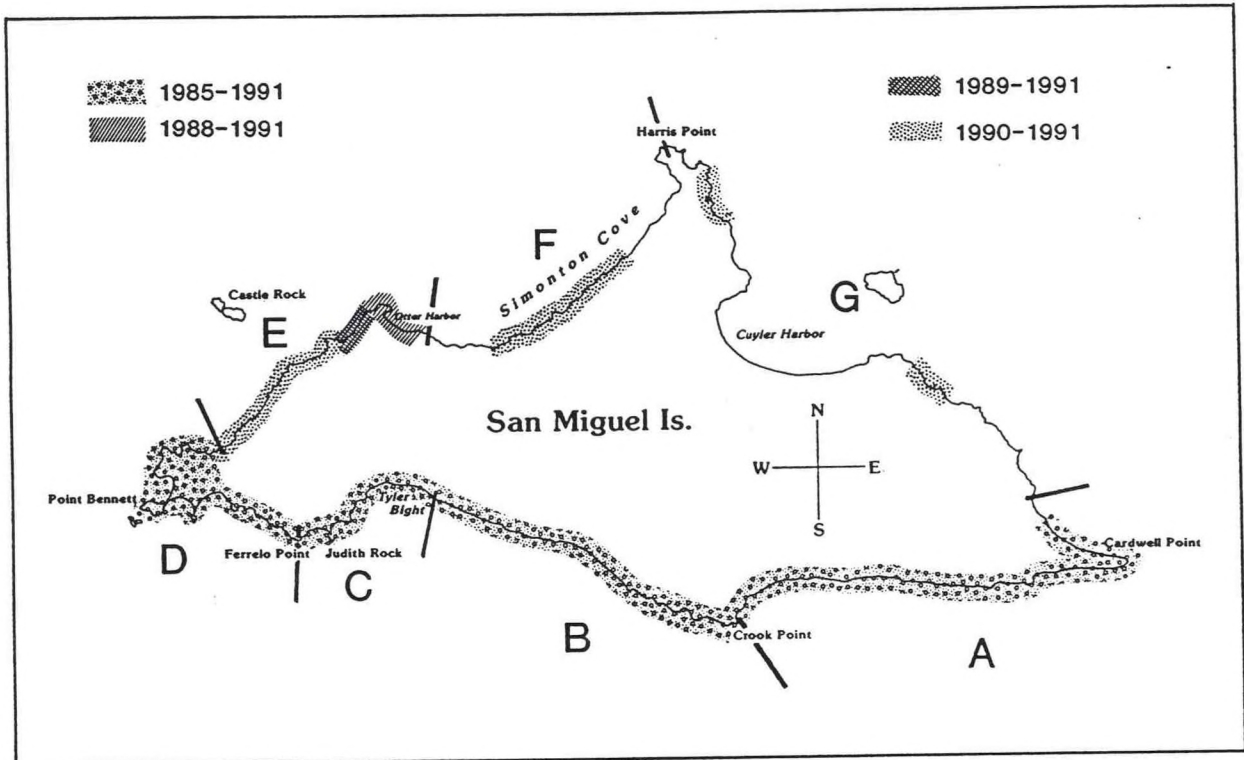 1985-1991
1988-1991
1989-1991
1990-1991
Harris Point
F
Simonton Cove
Castle Rock
E
Otter Harbor
G
Cuyler Harbor
San Miguel Is.
N
W E
S
Point Bennett
Tyler
Bight
D
Ferrelo Point
Judith Rock
C
Cardwell Point
B
Crook Point
A